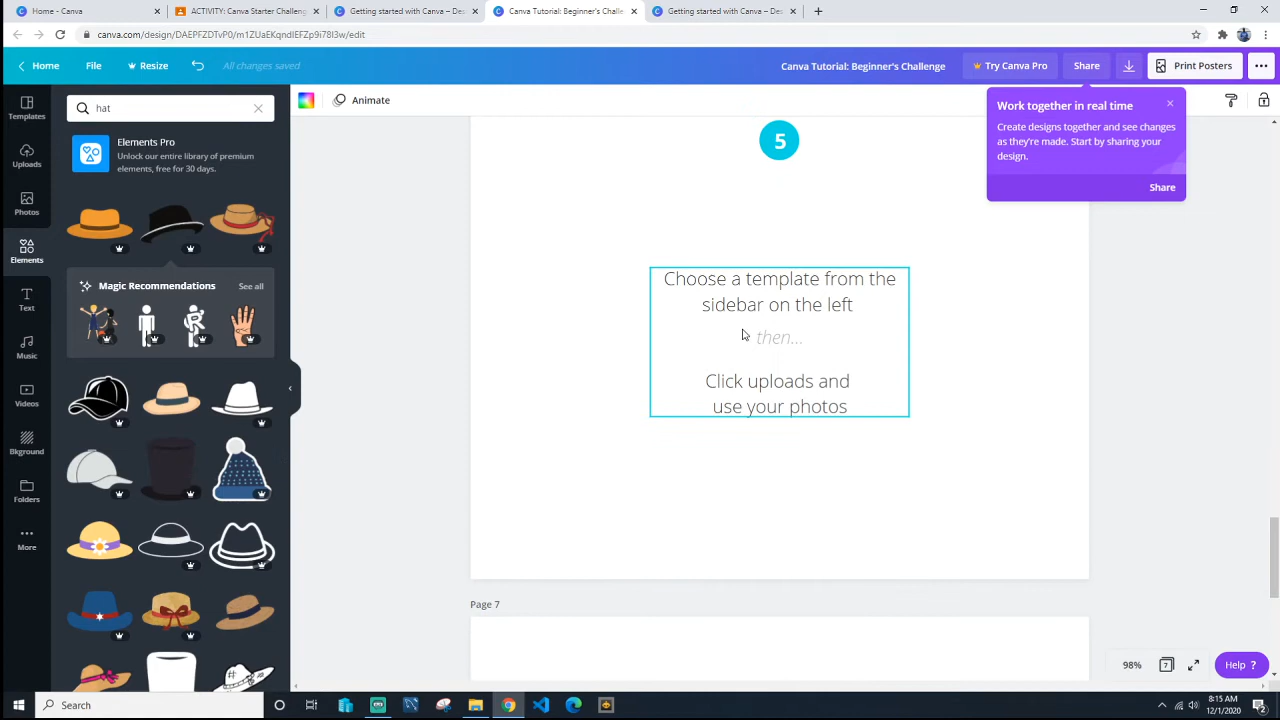 Home - Canva
ACTIVITY: Canva Starter Challeng
Getting started with Canva – Des
Canva Tutorial: Beginner's Challe
Getting started with Canva – Des
canva.com/design/DAEPFZDTvP0/m1ZUaEKqndIEFZp9i78l3w/edit
Home
File
Resize
All changes saved
Canva Tutorial: Beginner's Challenge
Try Canva Pro
Share
Print Posters
Templates
Uploads
Photos
Elements
Text
Music
Videos
Bkground
Folders
More
hat
Elements Pro
Unlock our entire library of premium
elements, free for 30 days.
Magic Recommendations
See all
Animate
Work together in real time
Create designs together and see changes
as they're made. Start by sharing your
design.
Share
5
Choose a template from the
sidebar on the left
then...
Click uploads and
use your photos
Page 7
98%
7
Help ?
Search
8:15 AM
12/1/2020
2